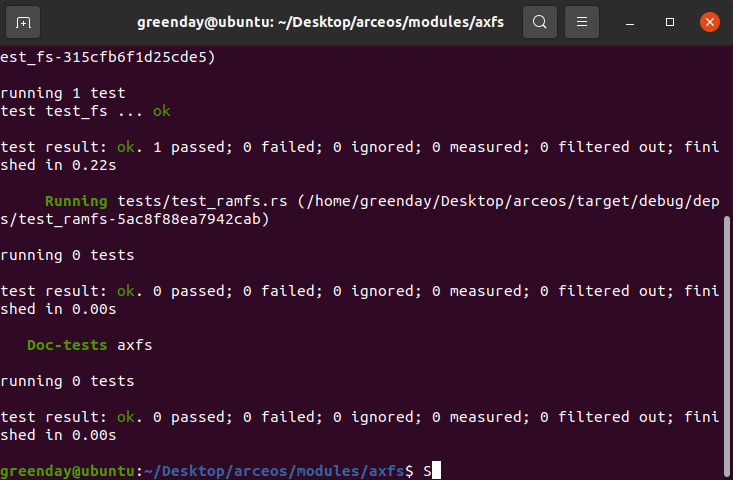 greenday@ubuntu: ~/Desktop/arceos/modules/axfs
est_fs-315cfb6f1d25cde5)
running 1 test
test test_fs ... ok
test result: ok. 1 passed; 0 failed; 0 ignored; 0 measured; 0 filtered out; fini
shed in 0.22s
Running tests/test_ramfs.rs (/home/greenday/Desktop/arceos/target/debug/dep
s/test_ramfs-5ac8f88ea7942cab)
running 0 tests
test result: ok. 0 passed; 0 failed; 0 ignored; 0 measured; 0 filtered out; fini
shed in 0.00s
Doc-tests axfs
running 0 tests
test result: ok. 0 passed; 0 failed; 0 ignored; 0 measured; 0 filtered out; fini
shed in 0.00s
greenday@ubuntu:~/Desktop/arceos/modules/axfs$ S